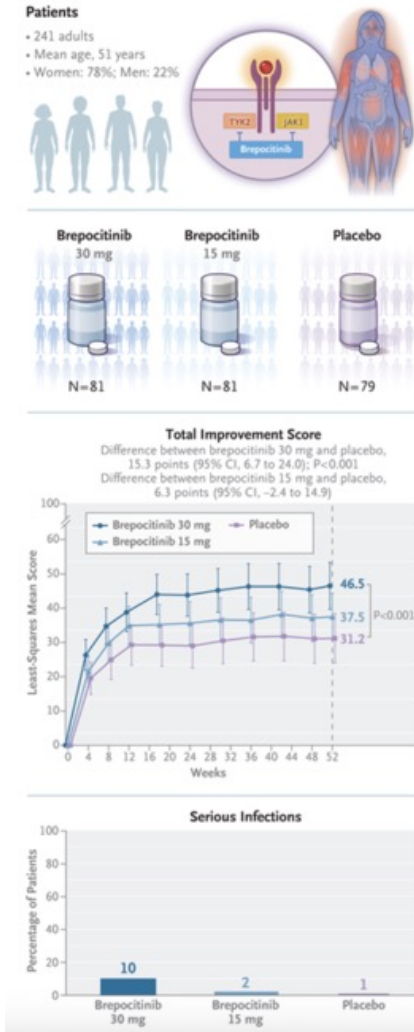 Patients
• 241 adults
• Mean age, 51 years
• Women: 78%; Men: 22%
TYK2
JAK1
Brepocitinib
Brepocitinib
30 mg
Brepocitinib
15 mg
Placebo
N=81
N=81
N=79
Total Improvement Score
Difference between brepocitinib 30 mg and placebo,
15.3 points (95% CI, 6.7 to 24.0); P<0.001
Difference between brepocitinib 15 mg and placebo,
6.3 points (95% CI, −2.4 to 14.9)
Least-Squares Mean Score
100
60
50
40
30
20
10
0
Brepocitinib 30 mg
Placebo
Brepocitinib 15 mg
46.5
37.5
31.2
P<0.001
0 4 8 12 16 20 24 28 32 36 40 44 48 52
Weeks
Serious Infections
Percentage of Patients
100
80
60
40
20
0
10
2
1
Brepocitinib
30 mg
Brepocitinib
15 mg
Placebo